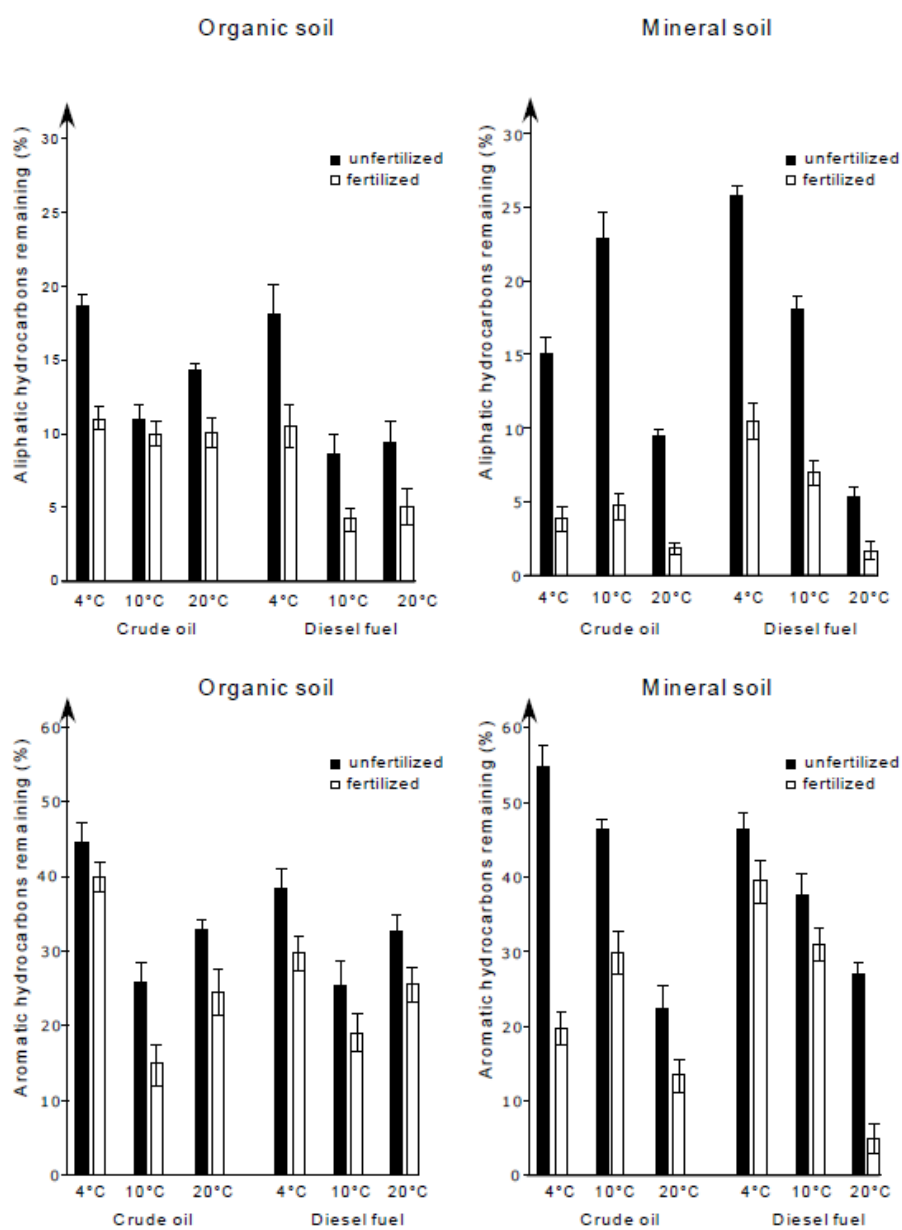 Organic soil
Mineral soil
Aliphatic hydrocarbons remaining (%)
30
25
20
15
10
5
0
unfertilized
fertilized
4°C 10°C 20°C 4°C 10°C 20°C
Crude oil Diesel fuel
Aliphatic hydrocarbons remaining (%)
30
25
20
15
10
5
0
unfertilized
fertilized
4°C 10°C 20°C 4°C 10°C 20°C
Crude oil Diesel fuel
Organic soil
Mineral soil
Aromatic hydrocarbons remaining (%)
60
50
40
30
20
10
0
unfertilized
fertilized
4°C 10°C 20°C 4°C 10°C 20°C
Crude oil Diesel fuel
Aromatic hydrocarbons remaining (%)
60
50
40
30
20
10
0
unfertilized
fertilized
4°C 10°C 20°C 4°C 10°C 20°C
Crude oil Diesel fuel